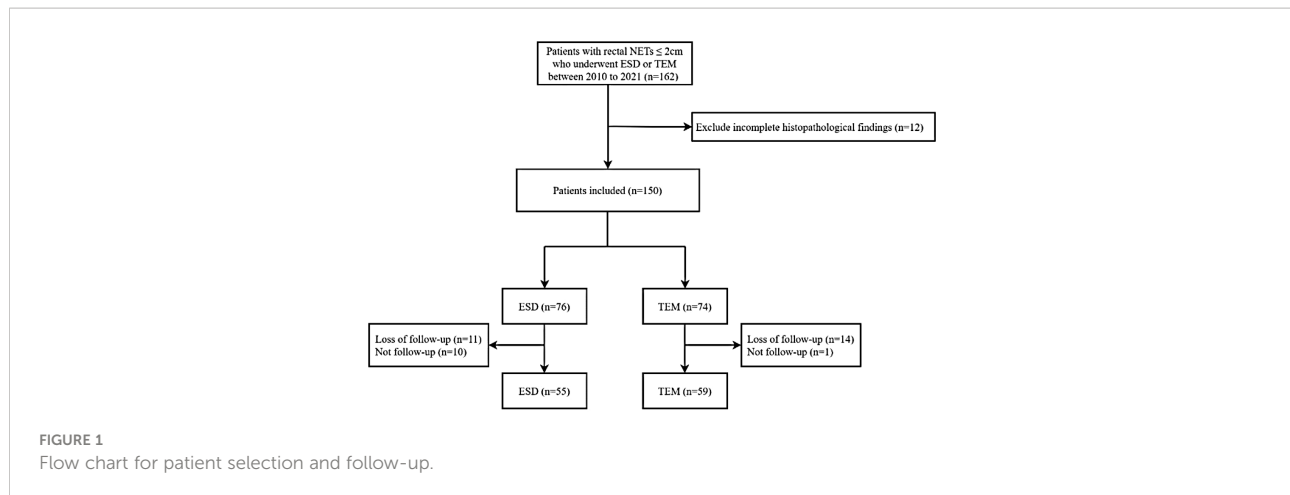 Patients with rectal NETs ≤ 2cm
who underwent ESD or TEM
between 2010 to 2021 (n=162)
Exclude incomplete histopathological findings (n=12)
Patients included (n=150)
ESD (n=76)
TEM (n=74)
Loss of follow-up (n=11)
Not follow-up (n=10)
Loss of follow-up (n=14)
Not follow-up (n=1)
ESD (n=55)
TEM (n=59)
FIGURE 1
Flow chart for patient selection and follow-up.